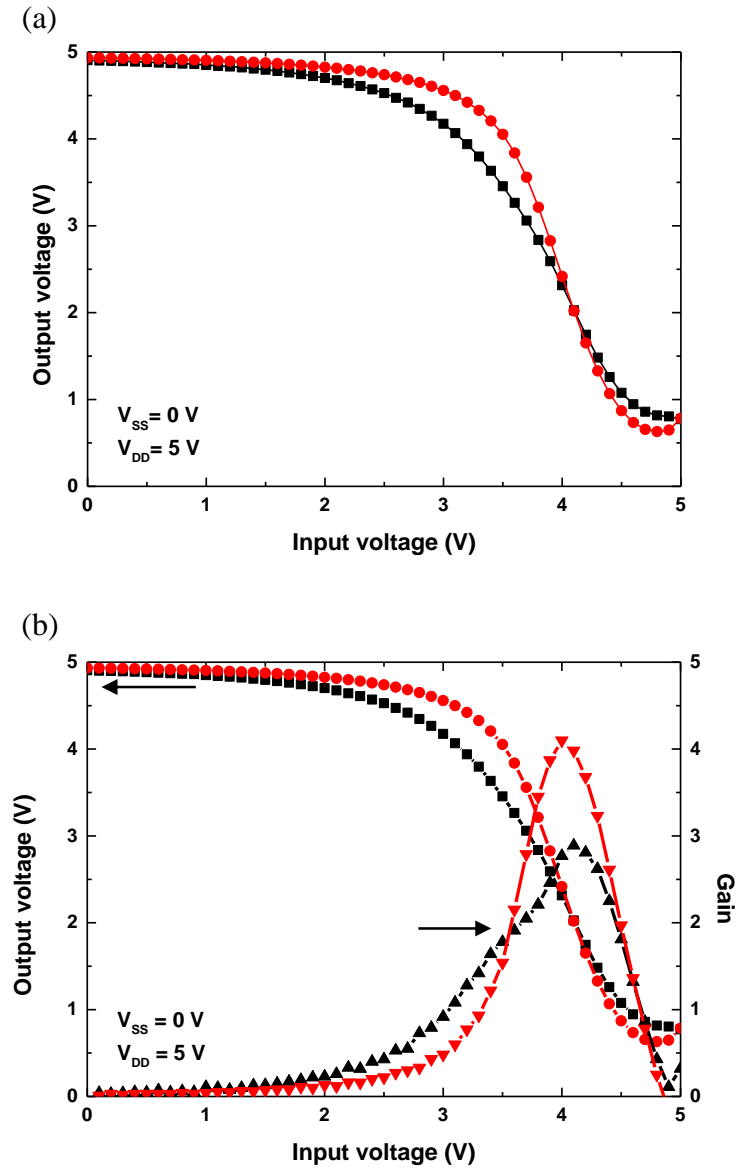 (a)
5
4
3
2
1
0
Output voltage (V)
V_SS= 0 V
V_DD= 5 V
0 1 2 3 4 5
Input voltage (V)
(b)
5
4
3
2
1
0
Output voltage (V)
5
4
3
2
1
0
Gain
V_SS= 0 V
V_DD= 5 V
0 1 2 3 4 5
Input voltage (V)